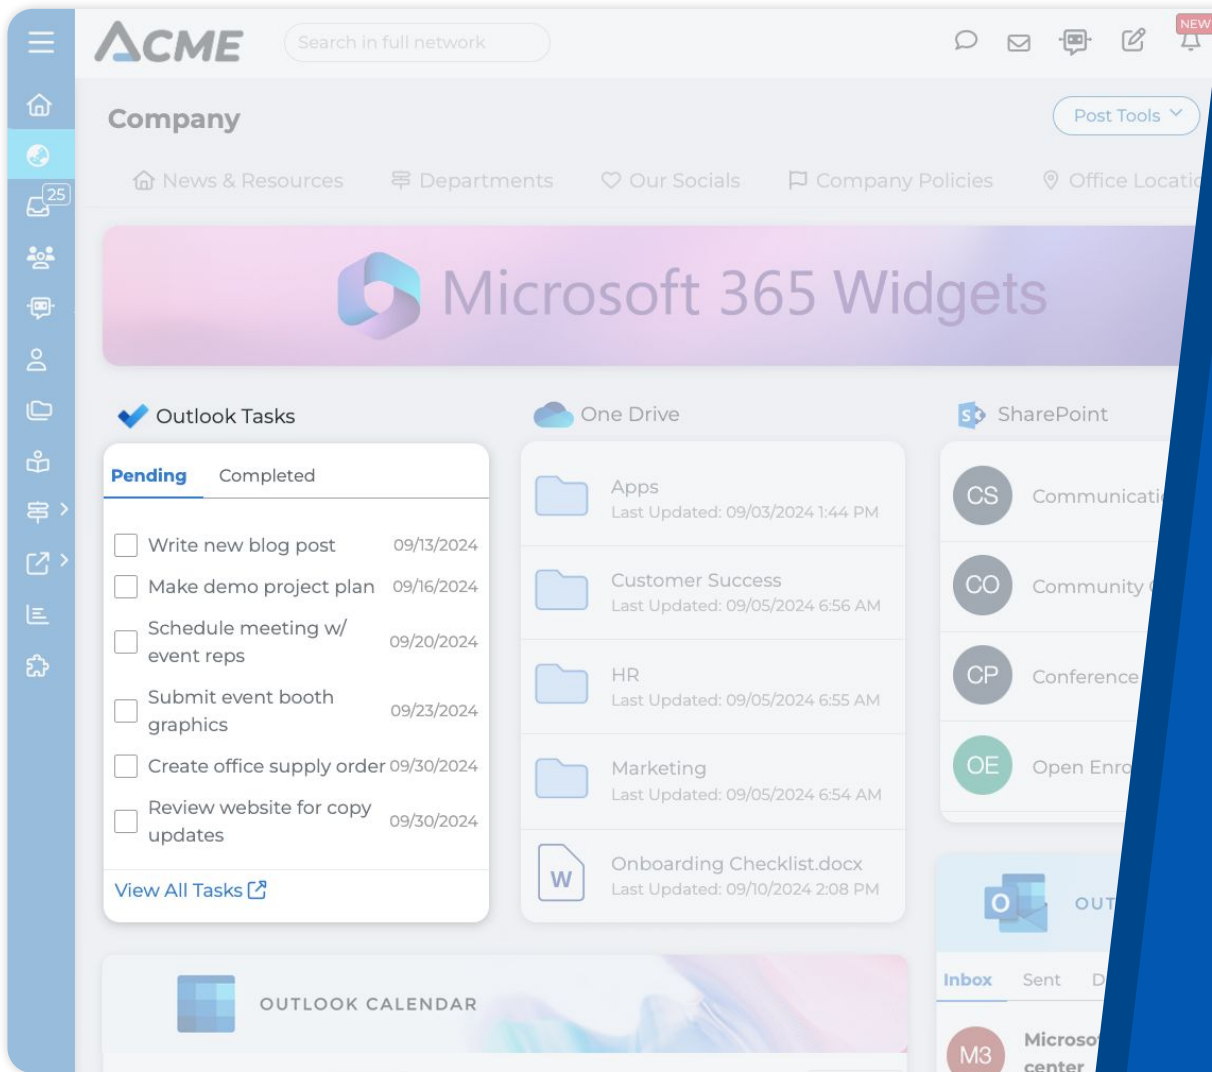 ACME
Search in full network
NEW
Company
Post Tools
25
News & Resources
Departments
Our Socials
Company Policies
Office
Microsoft 365 Widgets
Outlook Tasks
Pending
Completed
Write new blog post
09/13/2024
Make demo project plan
09/16/2024
Schedule meeting w/
event reps
09/20/2024
Submit event booth
graphics
09/23/2024
Create office supply order
09/30/2024
Review website for copy
updates
09/30/2024
View All Tasks
One Drive
Apps
Last Updated: 09/03/2024 1:44 PM
Customer Success
Last Updated: 09/05/2024 6:56 AM
HR
Last Updated: 09/05/2024 6:55 AM
Marketing
Last Updated: 09/05/2024 6:54 AM
W
Onboarding Checklist.docx
Last Updated: 09/10/2024 2:08 PM
S
SharePoint
CS
CO
Community
CP
Conference
OE
Open
OUTLOOK CALENDAR
O
Inbox
Sent
M3
center